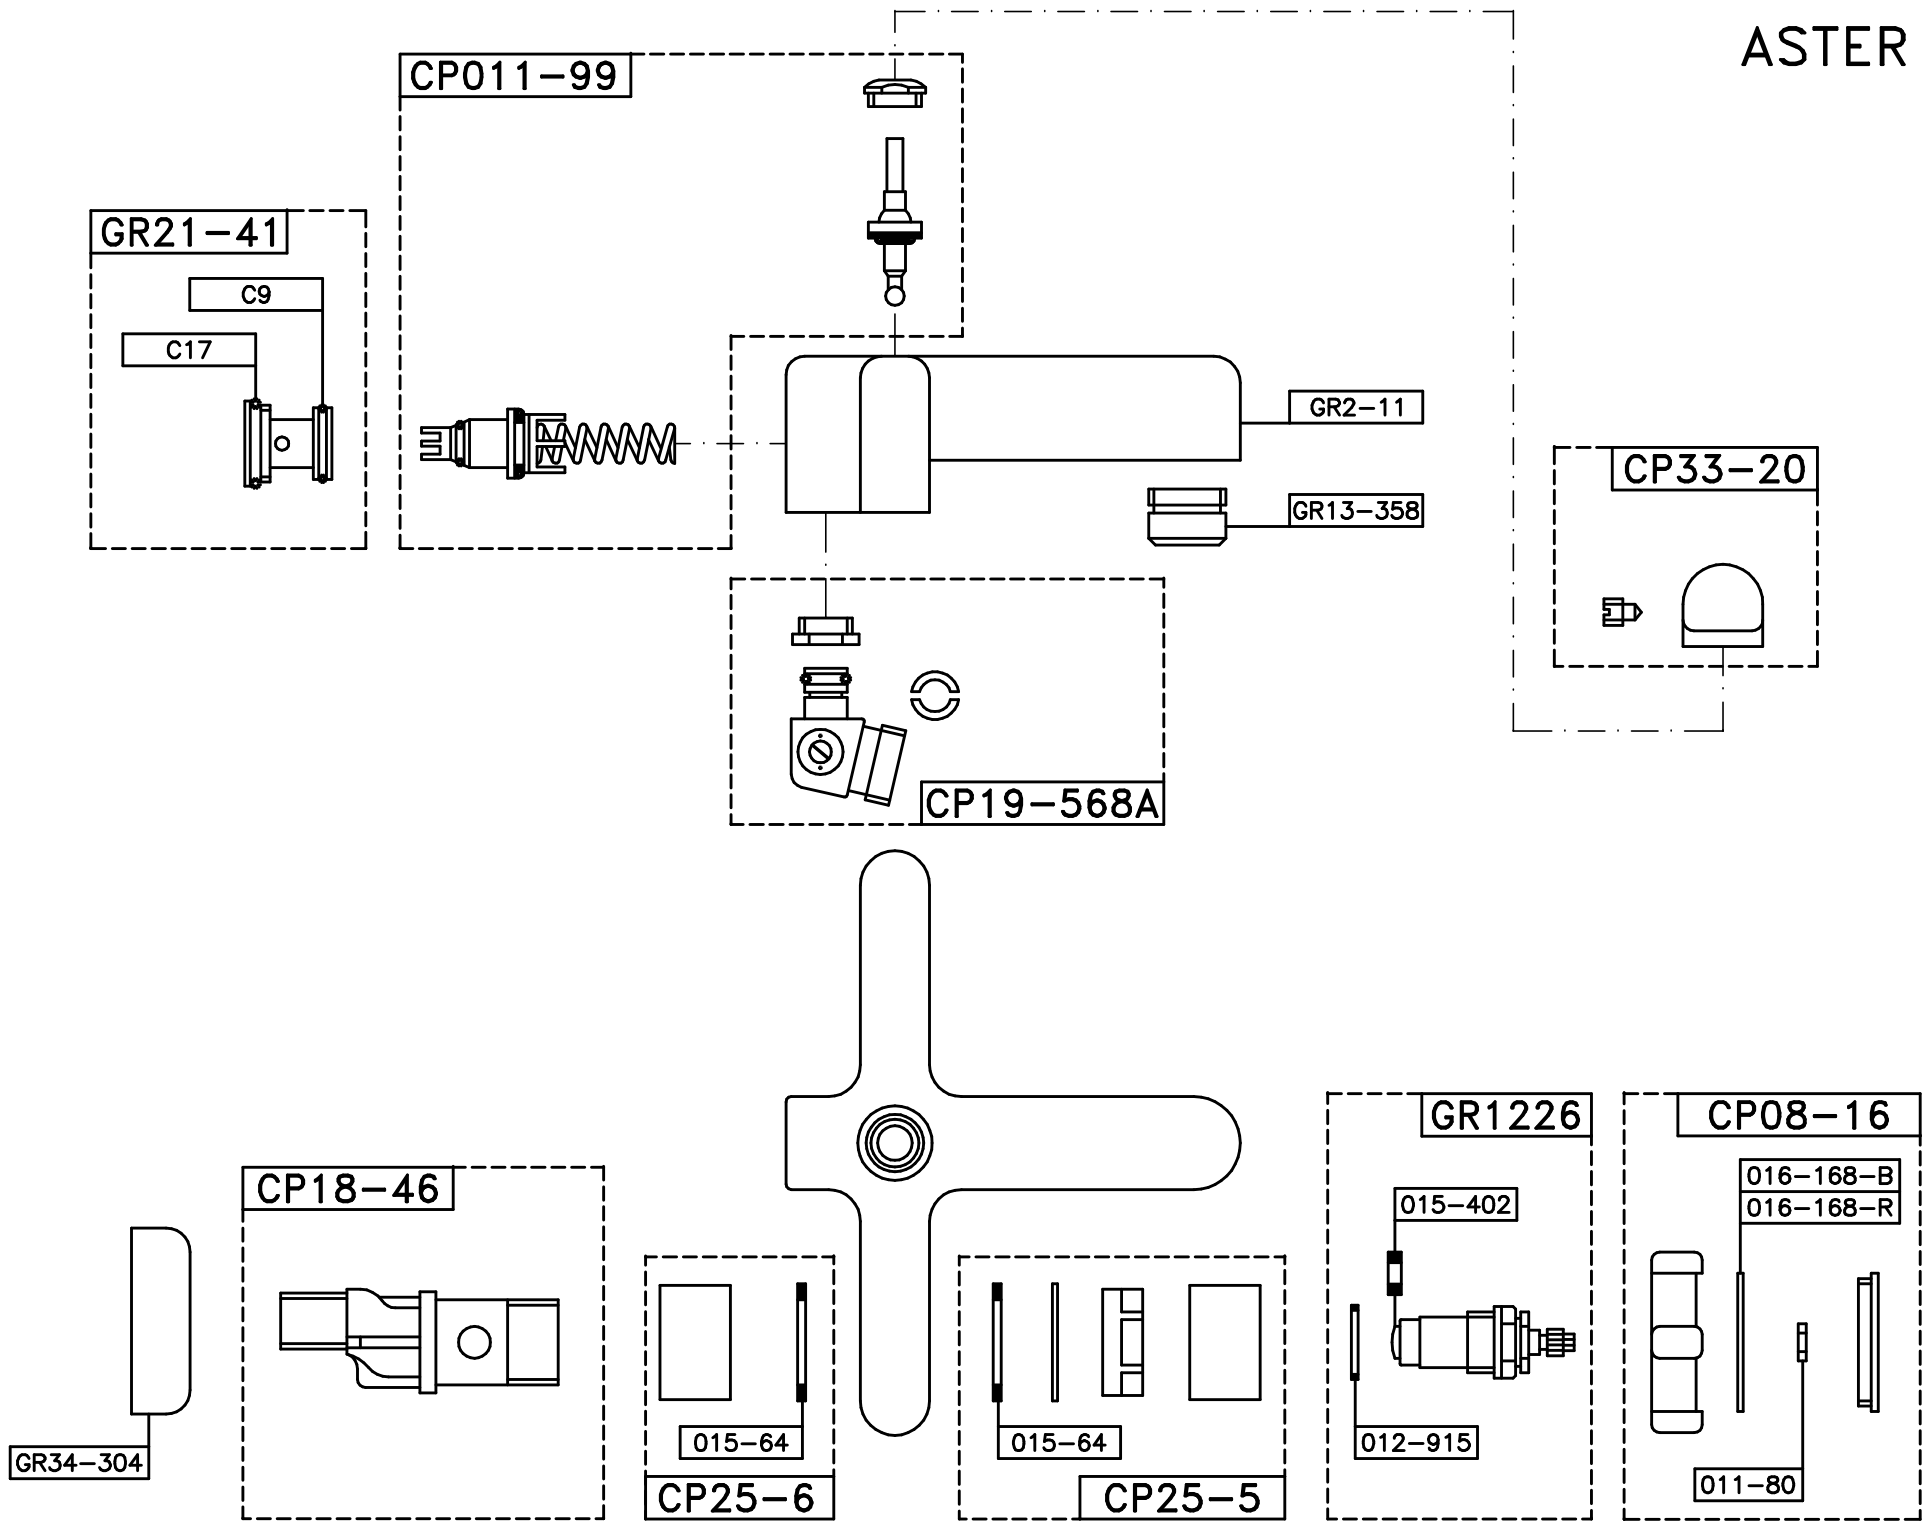 ASTER
CP011-99
GR21-41
C9
C17
GR2-11
CP33-20
GR13-358
CP19-568A
GR1226
CP08-16
016-168-B
016-168-R
CP18-46
015-402
015-64
015-64
012-915
GR34-304
011-80
CP25-6
CP25-5